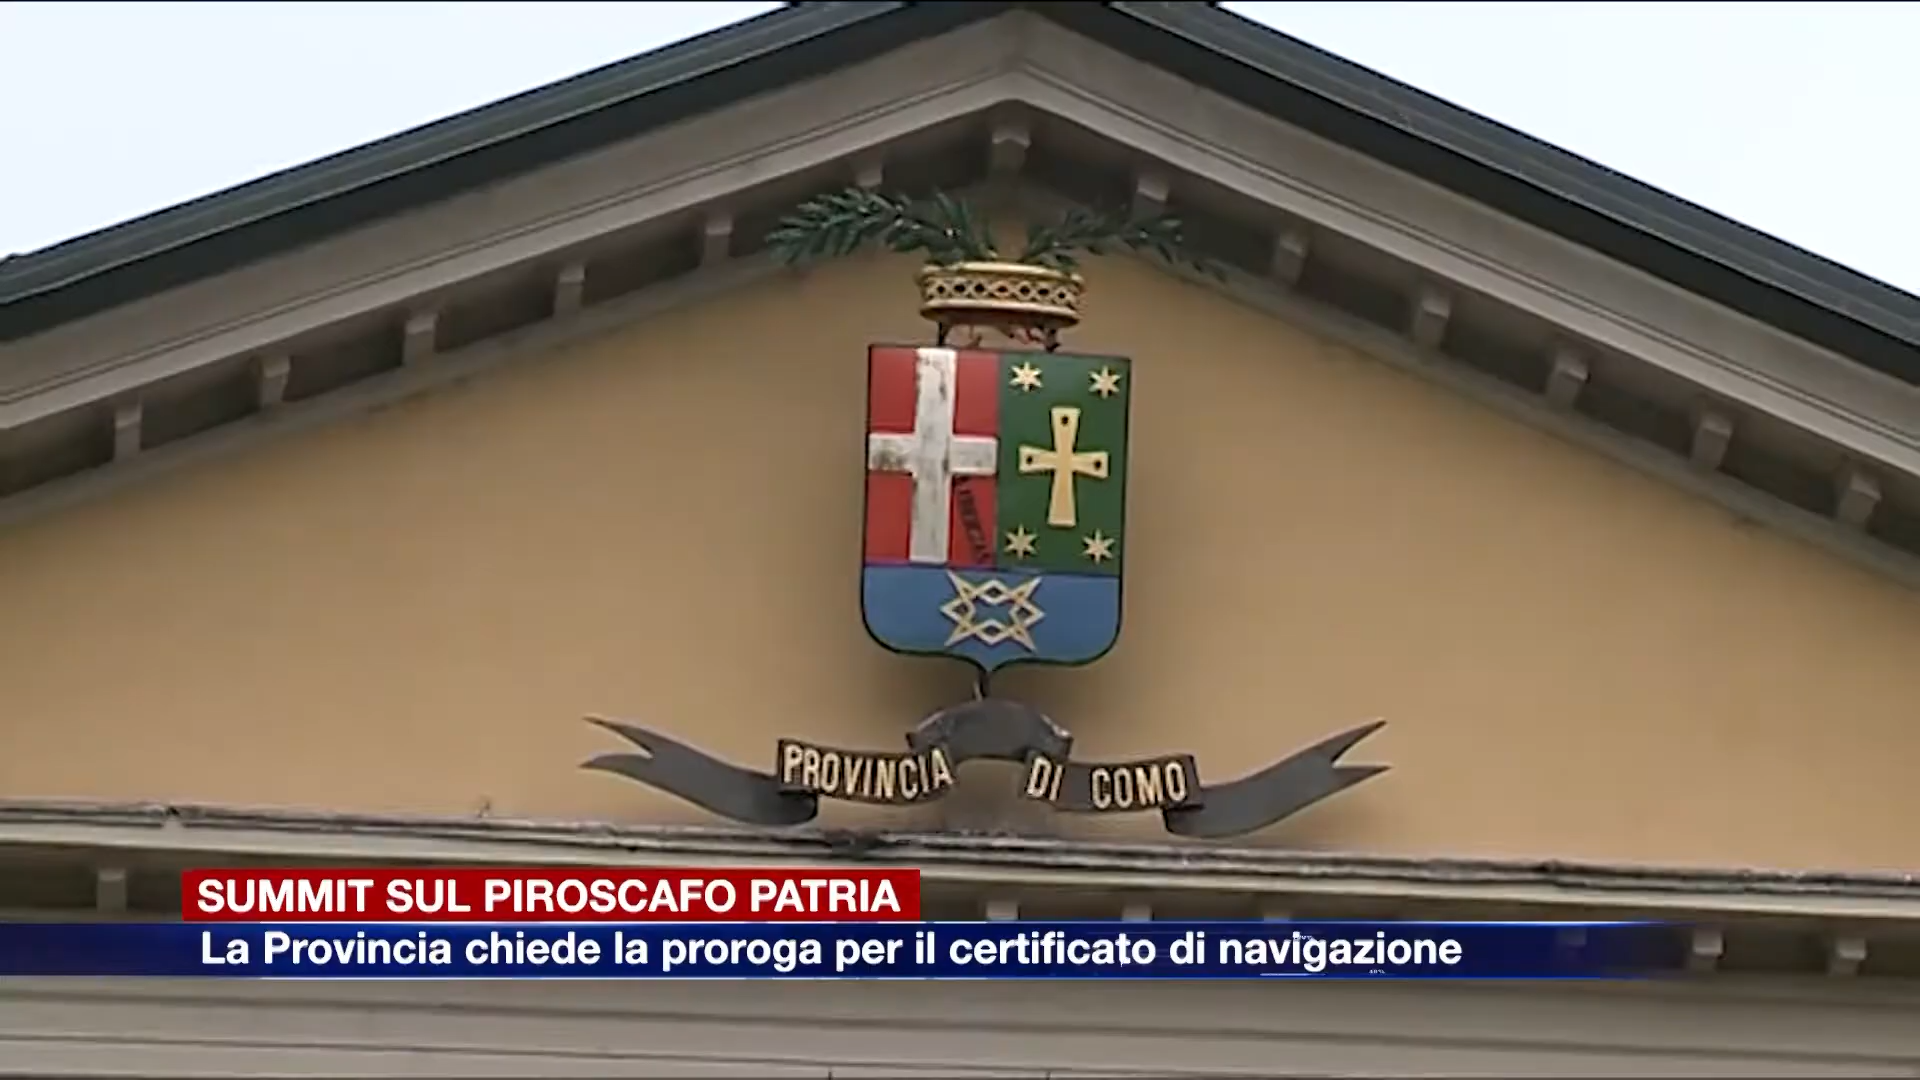 PROVINCIA DI COMO
SUMMIT SUL PIROSCAFO PATRIA
La Provincia chiede la proroga per il certificato di navigazione